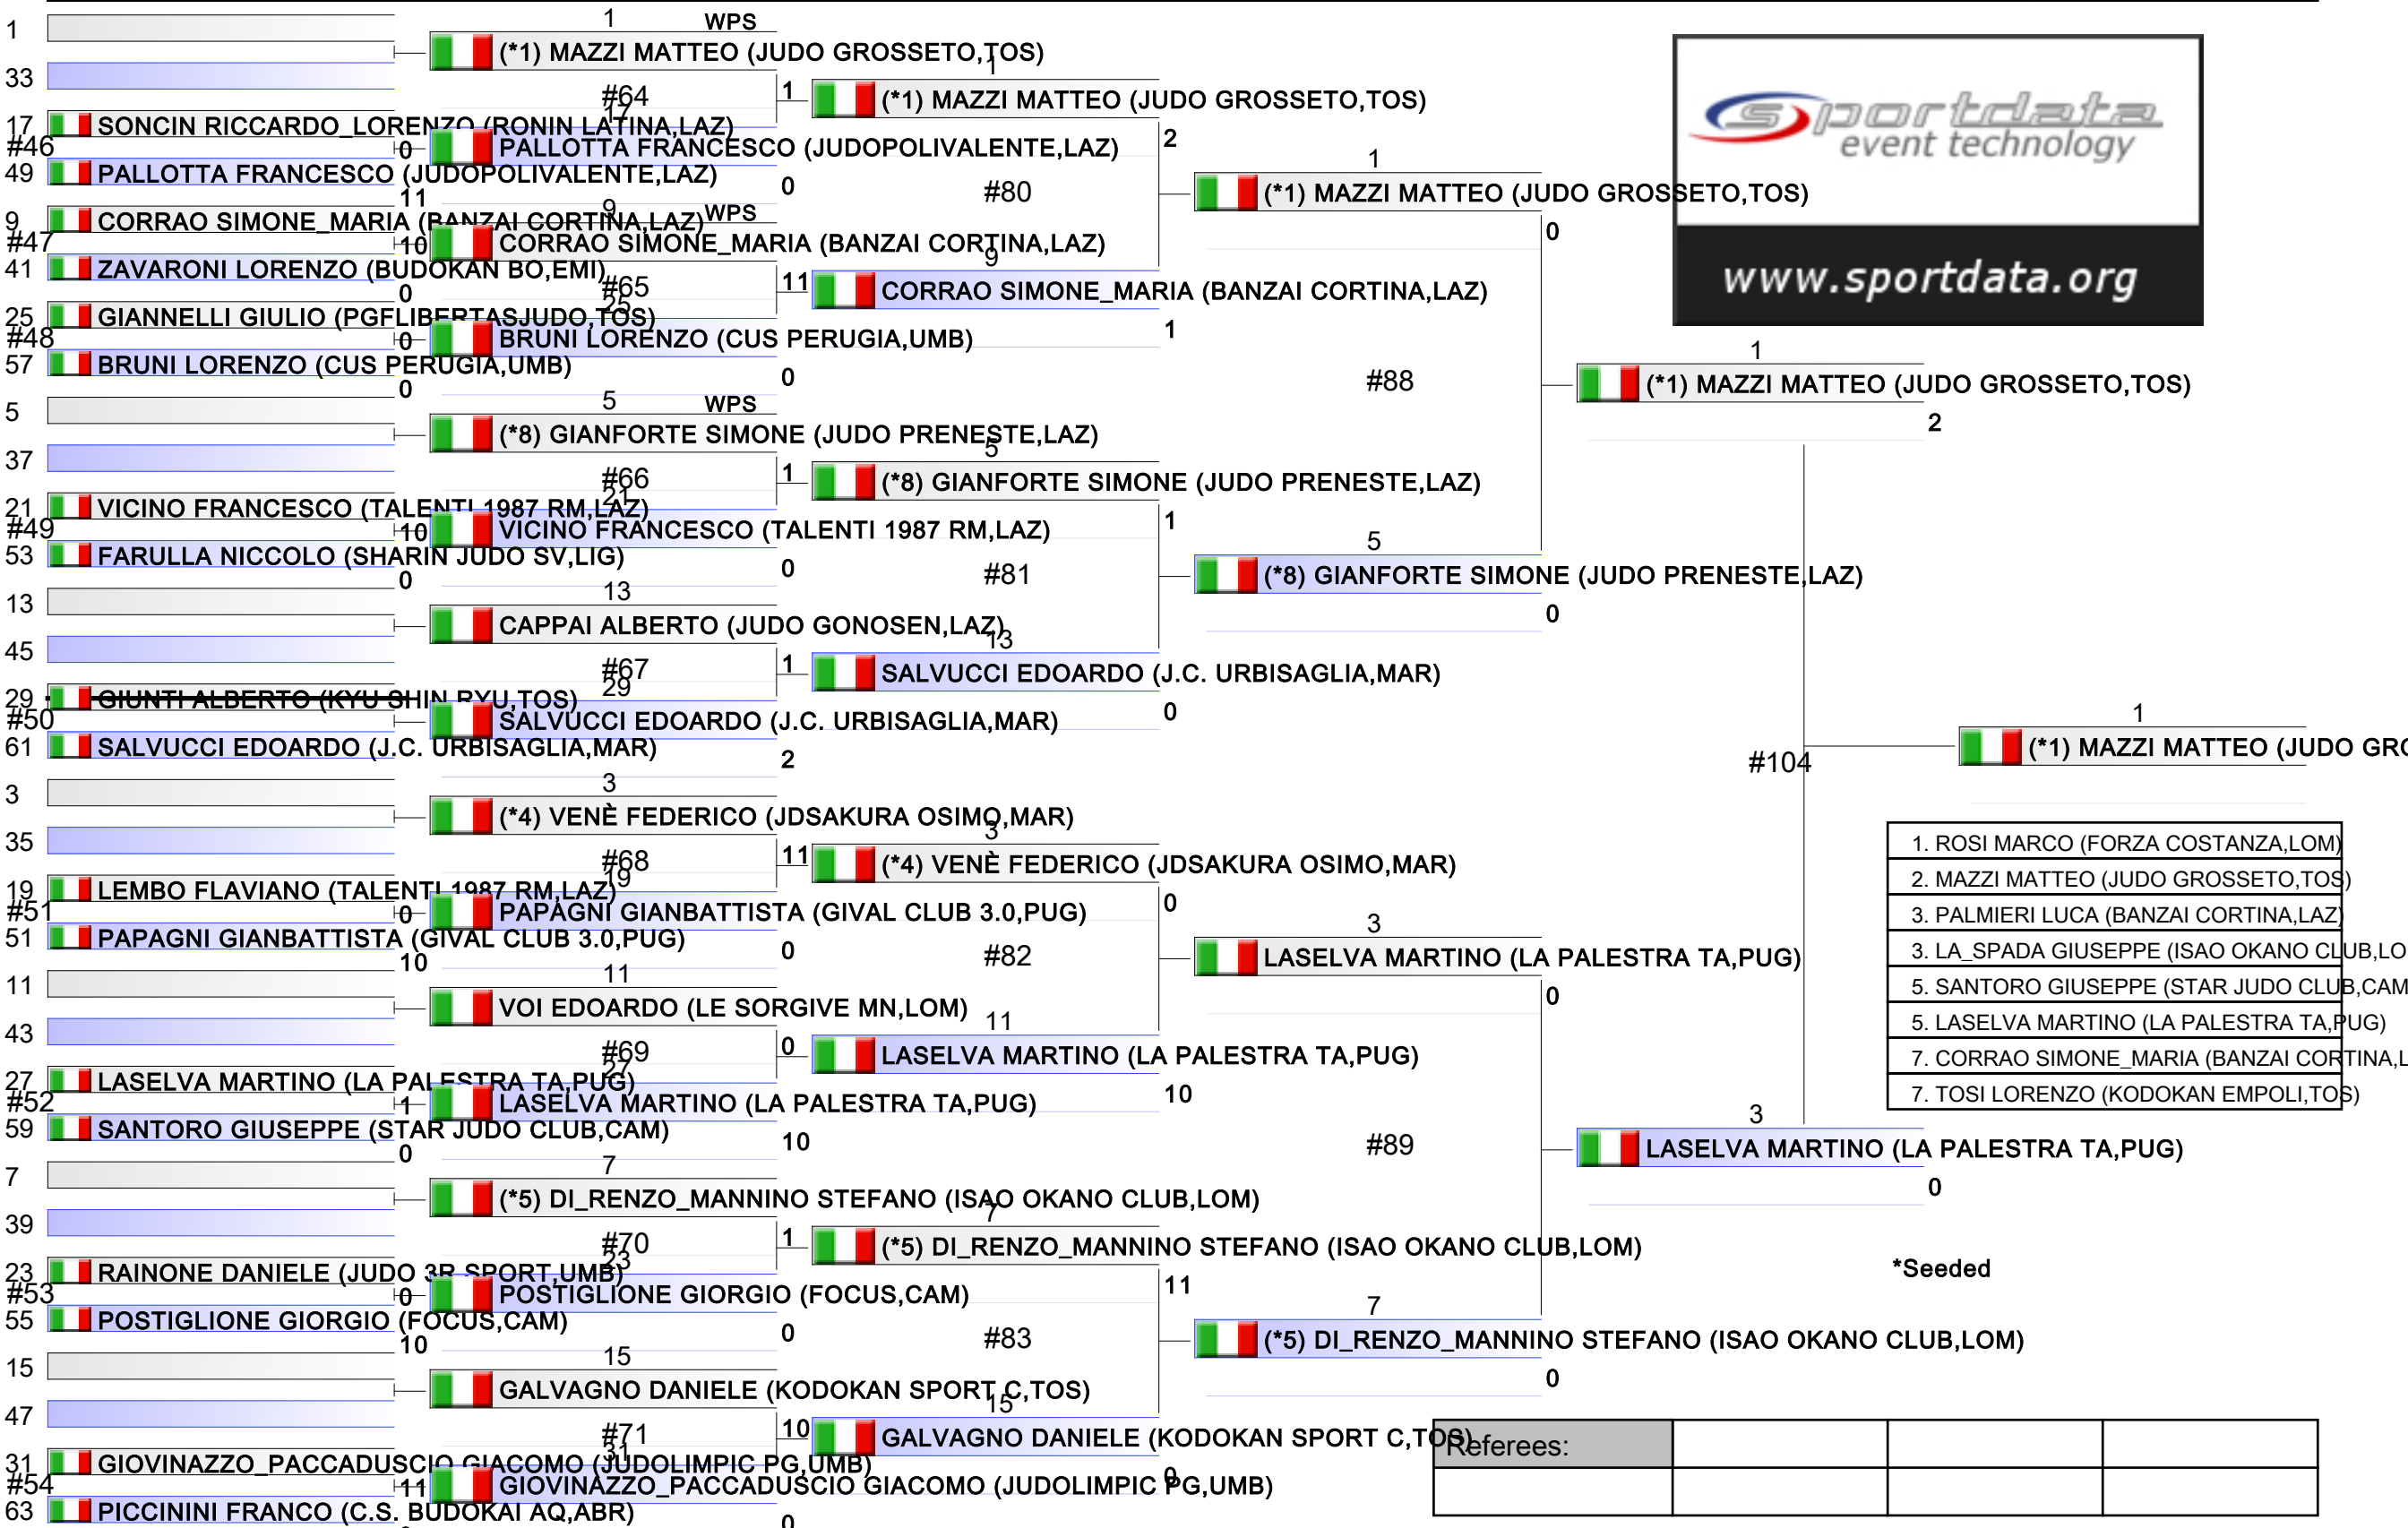 1 WPS
1
(*1) MAZZI MATTEO (JUDO GROSSETO,TOS)
33
#64
17
17 SONCIN RICCARDO_LORENZO (RONIN LATINA,LAZ)
#46
0
PALLOTTA FRANCESCO (JUDOPOLIVALENTE,LAZ)
49 PALLOTTA FRANCESCO (JUDOPOLIVALENTE,LAZ)
11
9 CORRAO SIMONE_MARIA (BANZAI CORTINA,LAZ)
9 WPS
#47
10
CORRAO SIMONE_MARIA (BANZAI CORTINA,LAZ)
41 ZAVARONI LORENZO (BUDOKAN BO,EMI)
0
#65
25
25 GIANNELLI GIULIO (PGFLIBERTASJUDO,TOS)
#48
0
BRUNI LORENZO (CUS PERUGIA,UMB)
57 BRUNI LORENZO (CUS PERUGIA,UMB)
0
5
5 WPS
(*8) GIANFORTE SIMONE (JUDO PRENESTE,LAZ)
37
#66
21
21 VICINO FRANCESCO (TALENTI 1987 RM,LAZ)
#49
10
VICINO FRANCESCO (TALENTI 1987 RM,LAZ)
53 FARULLA NICCOLO (SHARIN JUDO SV,LIG)
0
13
13
CAPPAI ALBERTO (JUDO GONOSEN,LAZ)
45
#67
29
29 GIUNTI ALBERTO (KYU SHIN RYU,TOS)
#50
SALVUCCI EDOARDO (J.C. URBISAGLIA,MAR)
61 SALVUCCI EDOARDO (J.C. URBISAGLIA,MAR)
3
3
(*4) VENÈ FEDERICO (JDSAKURA OSIMO,MAR)
35
#68
19
19 LEMBO FLAVIANO (TALENTI 1987 RM,LAZ)
#51
0
PAPAGNI GIANBATTISTA (GIVAL CLUB 3.0,PUG)
51 PAPAGNI GIANBATTISTA (GIVAL CLUB 3.0,PUG)
10
11
11
VOI EDOARDO (LE SORGIVE MN,LOM)
43
#69
27
27 LASELVA MARTINO (LA PALESTRA TA,PUG)
#52
1
LASELVA MARTINO (LA PALESTRA TA,PUG)
59 SANTORO GIUSEPPE (STAR JUDO CLUB,CAM)
0
7
7
(*5) DI_RENZO_MANNINO STEFANO (ISAO OKANO CLUB,LOM)
39
#70
23
23 RAINONE DANIELE (JUDO 3R SPORT,UMB)
#53
0
POSTIGLIONE GIORGIO (FOCUS,CAM)
55 POSTIGLIONE GIORGIO (FOCUS,CAM)
10
15
15
GALVAGNO DANIELE (KODOKAN SPORT C,TOS)
47
#71
31
31 GIOVINAZZO_PACCADUSCIO GIACOMO (JUDOLIMPIC PG,UMB)
#54
11
GIOVINAZZO_PACCADUSCIO GIACOMO (JUDOLIMPIC PG,UMB)
63 PICCININI FRANCO (C.S. BUDOKAI AQ,ABR)
1
1
(*1) MAZZI MATTEO (JUDO GROSSETO,TOS)
0
#80
9
11
CORRAO SIMONE_MARIA (BANZAI CORTINA,LAZ)
0
5
1
(*8) GIANFORTE SIMONE (JUDO PRENESTE,LAZ)
0
#81
13
1
SALVUCCI EDOARDO (J.C. URBISAGLIA,MAR)
2
3
11
(*4) VENÈ FEDERICO (JDSAKURA OSIMO,MAR)
0
#82
11
0
LASELVA MARTINO (LA PALESTRA TA,PUG)
10
7
1
(*5) DI_RENZO_MANNINO STEFANO (ISAO OKANO CLUB,LOM)
0
#83
15
10
GALVAGNO DANIELE (KODOKAN SPORT C,TOS)
0
2
1
(*1) MAZZI MATTEO (JUDO GROSSETO,TOS)
1
#88
1
5
(*8) GIANFORTE SIMONE (JUDO PRENESTE,LAZ)
0
0
3
LASELVA MARTINO (LA PALESTRA TA,PUG)
10
#89
11
7
(*5) DI_RENZO_MANNINO STEFANO (ISAO OKANO CLUB,LOM)
0
0
1
(*1) MAZZI MATTEO (JUDO GROSSETO,TOS)
0
#104
0
3
LASELVA MARTINO (LA PALESTRA TA,PUG)
0
2
1
(*1) MAZZI MATTEO (JUDO GRO
0
sportdata
event technology
www.sportdata.org
1. ROSI MARCO (FORZA COSTANZA,LOM)
2. MAZZI MATTEO (JUDO GROSSETO,TOS)
3. PALMIERI LUCA (BANZAI CORTINA,LAZ)
3. LA_SPADA GIUSEPPE (ISAO OKANO CLUB,LO
5. SANTORO GIUSEPPE (STAR JUDO CLUB,CAM
5. LASELVA MARTINO (LA PALESTRA TA,PUG)
7. CORRAO SIMONE_MARIA (BANZAI CORTINA,L
7. TOSI LORENZO (KODOKAN EMPOLI,TOS)
*Seeded
Referees: